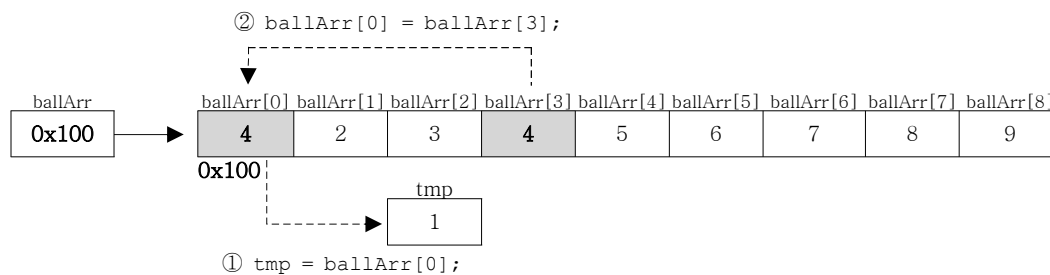 ② ballArr[0] = ballArr[3];
ballArr ballArr[0] ballArr[1] ballArr[2] ballArr[3] ballArr[4] ballArr[5] ballArr[6] ballArr[7] ballArr[8]
0x100 4 2 3 4 5 6 7 8 9
0x100
tmp
1
① tmp = ballArr[0];